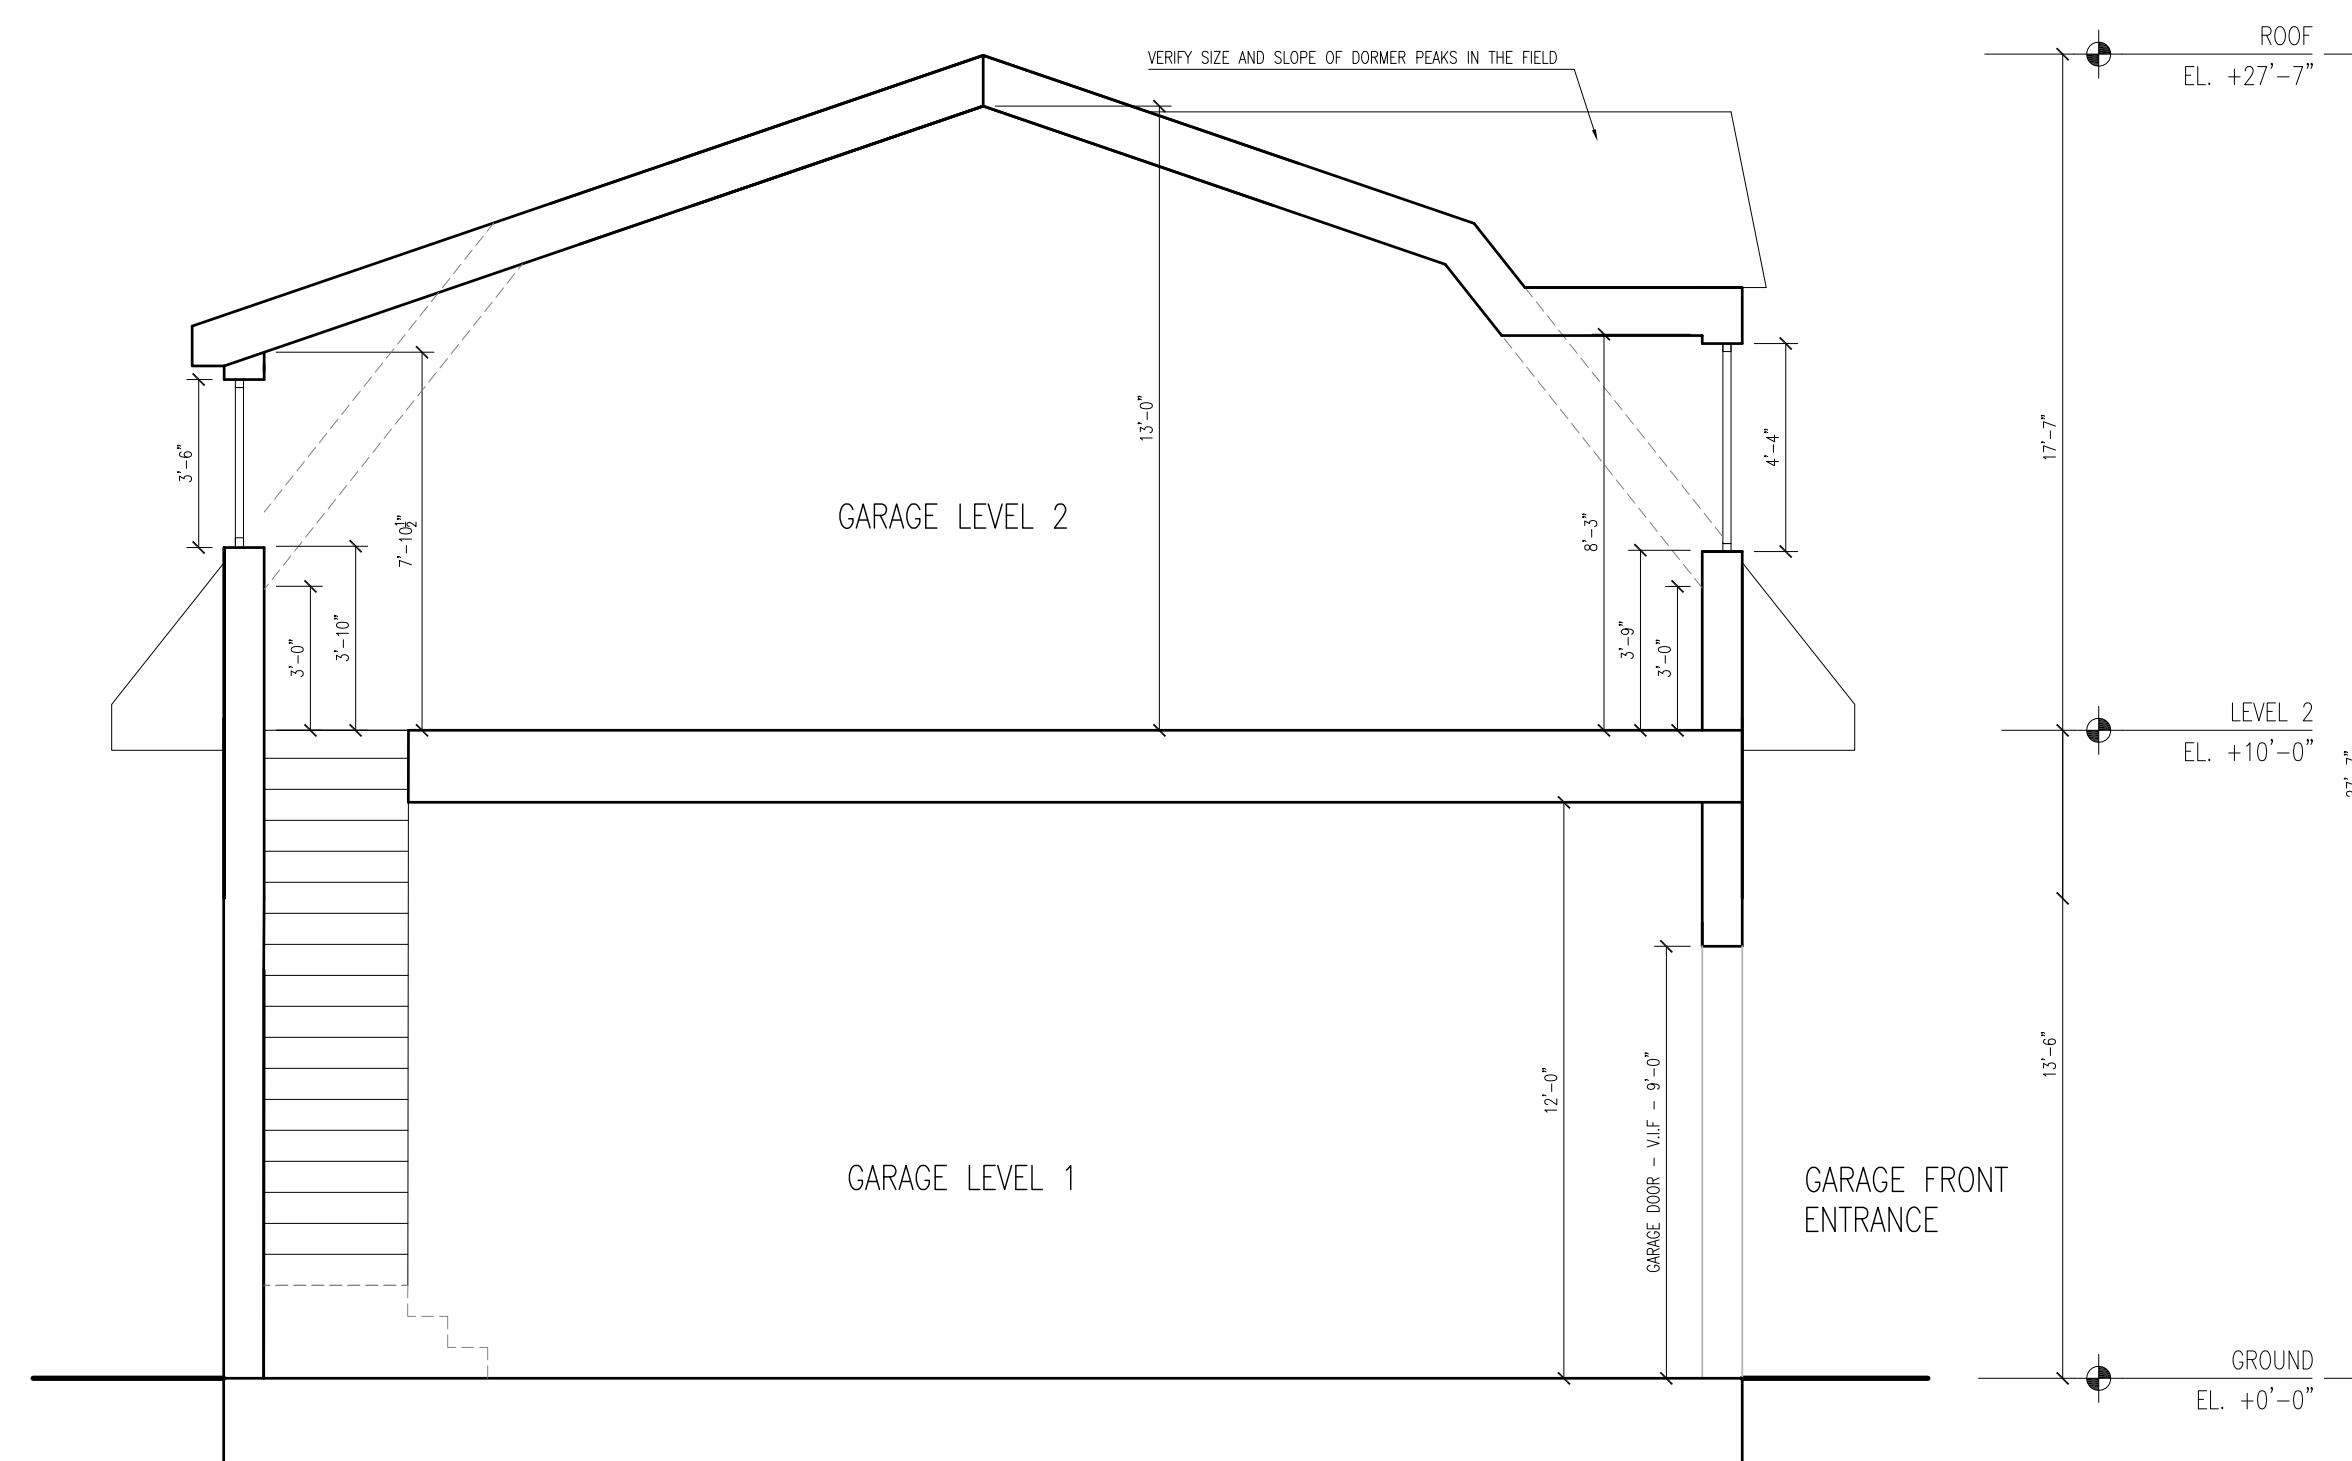 ROOF
VERIFY SIZE AND SLOPE OF DORMER PEAKS IN THE FIELD
EL. +27'-7"
13'-0"
17'-7"
4'-4"
3'-6"
GARAGE LEVEL 2
7'-10 1/2"
8'-3"
3'-10"
3'-9"
3'-0"
3'-0"
LEVEL 2
EL. +10'-0"
13'-6"
12'-0"
GARAGE DOOR - V.I.F - 9'-0"
GARAGE LEVEL 1
GARAGE FRONT
ENTRANCE
GROUND
EL. +0'-0"